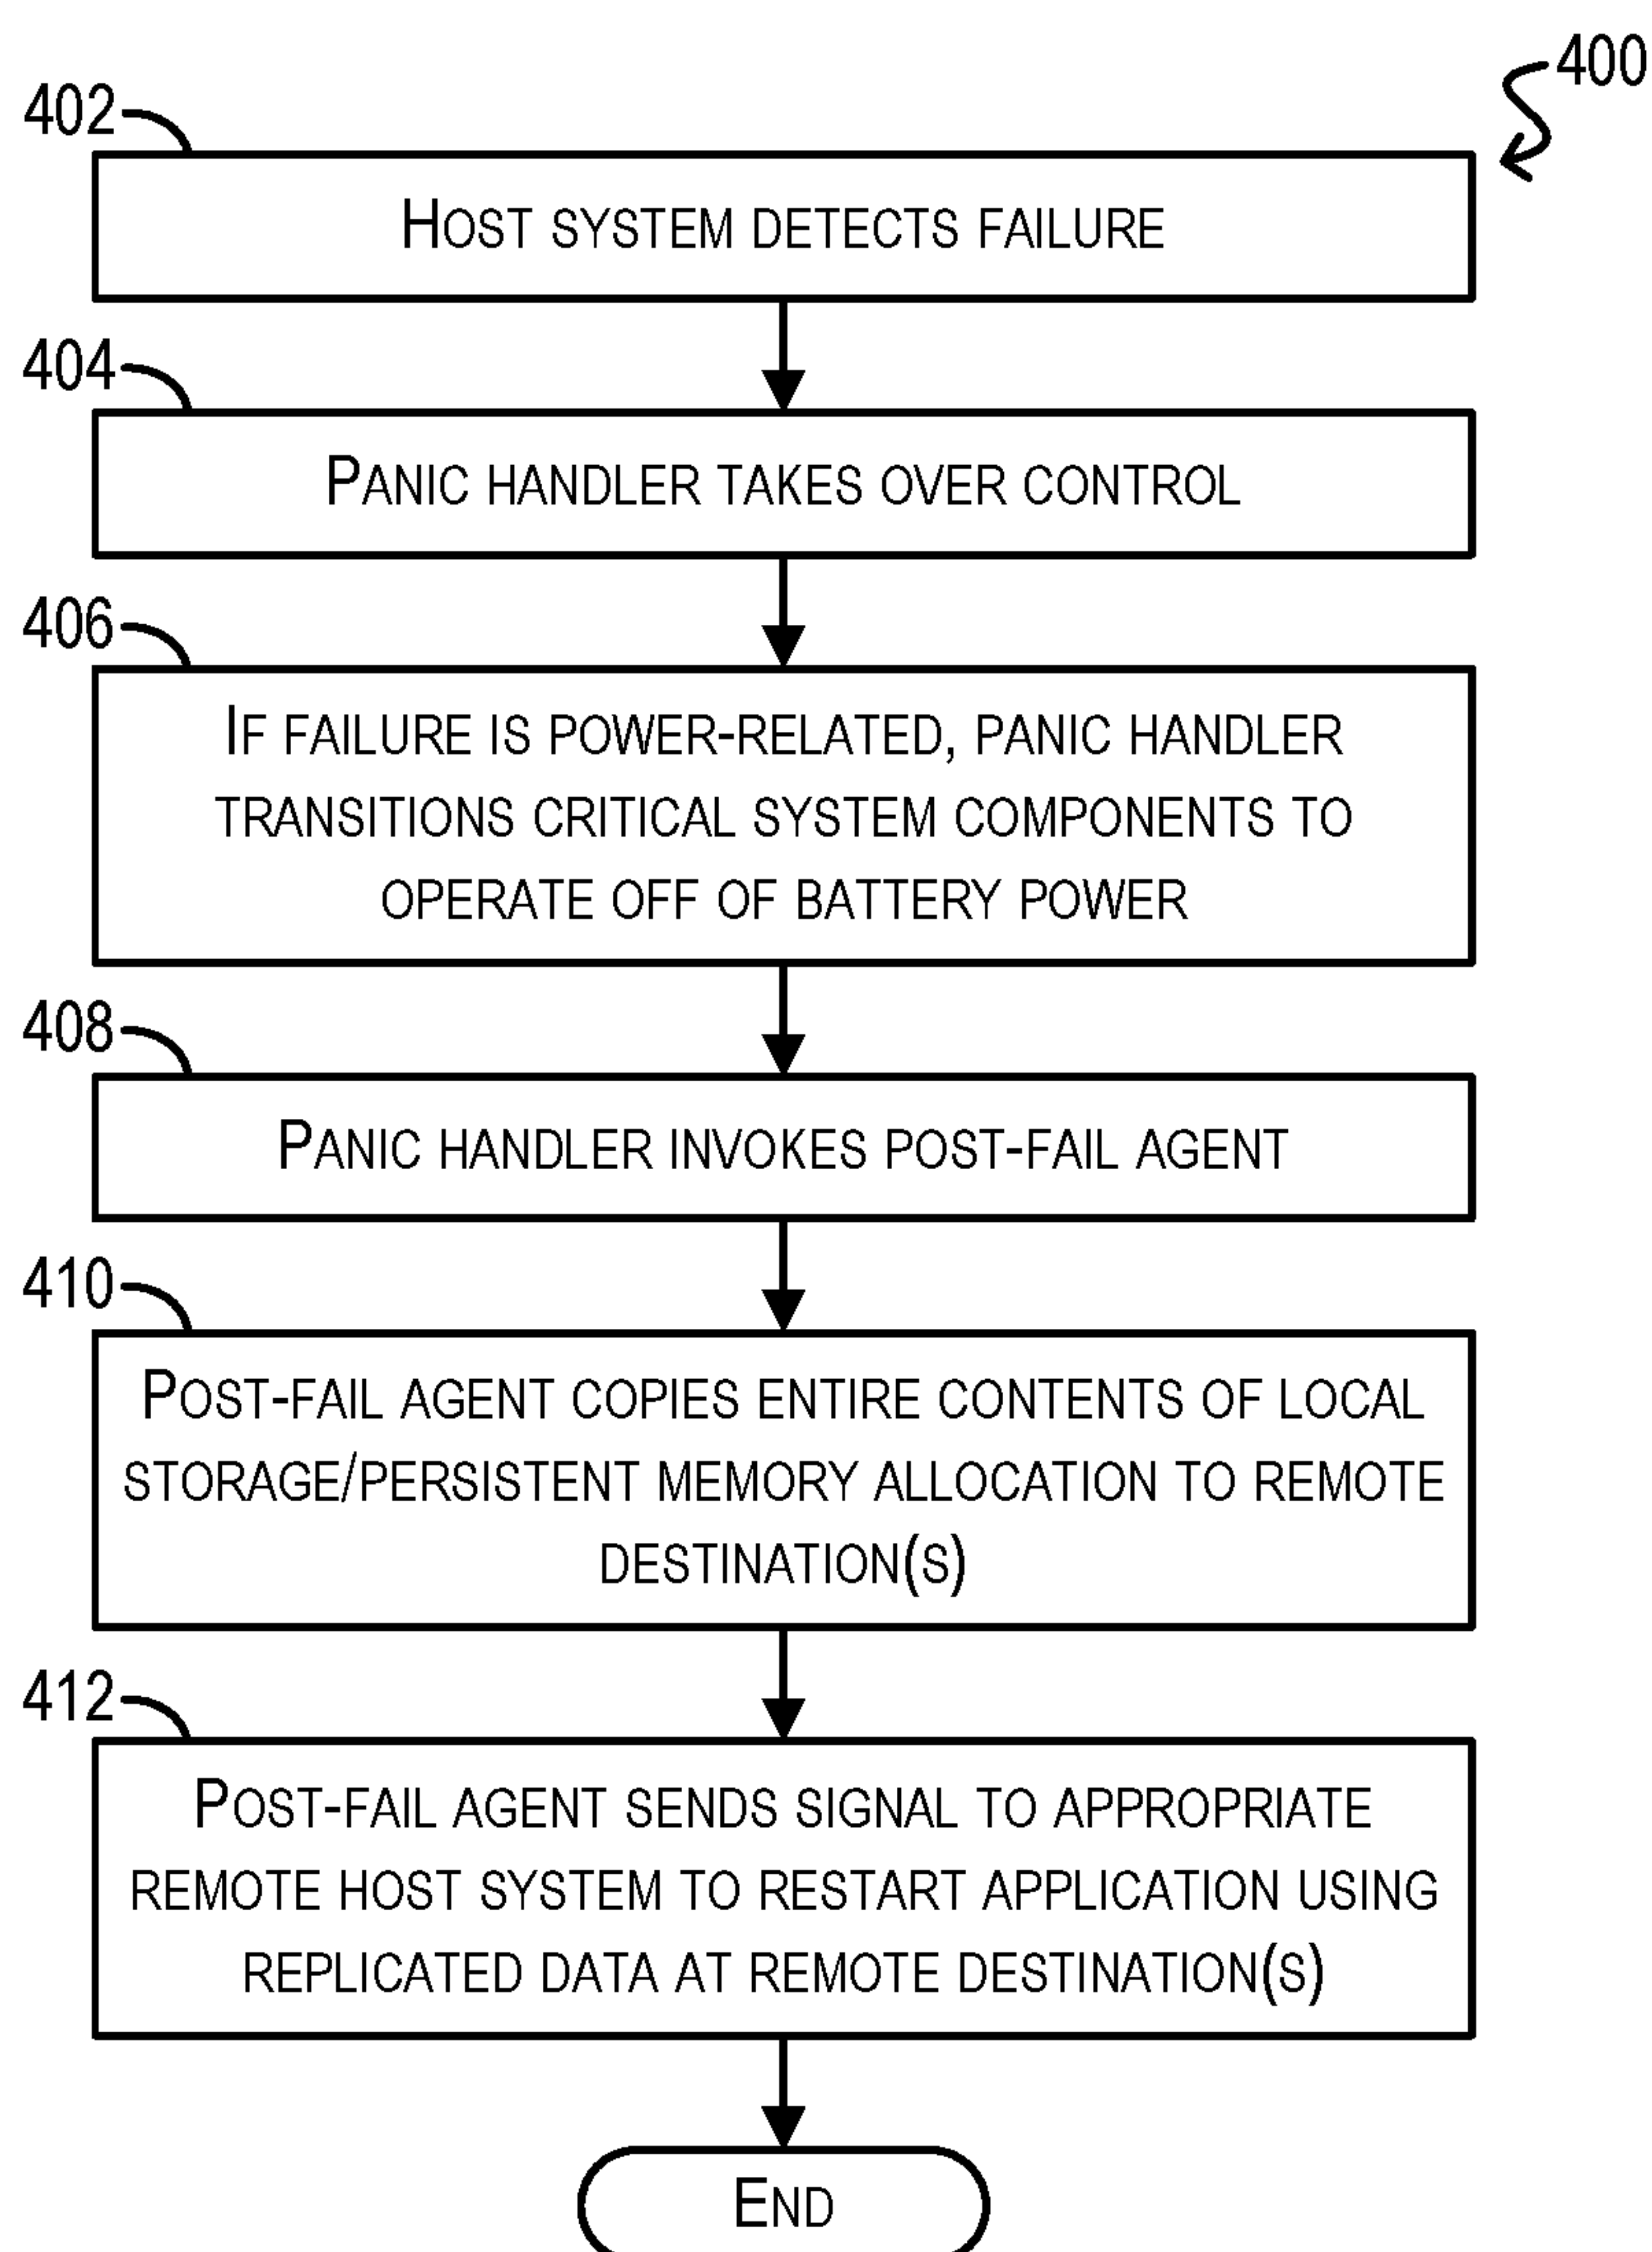 400
402
HOST SYSTEM DETECTS FAILURE
404
PANIC HANDLER TAKES OVER CONTROL
406
IF FAILURE IS POWER-RELATED, PANIC HANDLER
TRANSITIONS CRITICAL SYSTEM COMPONENTS TO
OPERATE OFF OF BATTERY POWER
408
PANIC HANDLER INVOKES POST-FAIL AGENT
410
POST-FAIL AGENT COPIES ENTIRE CONTENTS OF LOCAL
STORAGE/PERSISTENT MEMORY ALLOCATION TO REMOTE
DESTINATION(S)
412
POST-FAIL AGENT SENDS SIGNAL TO APPROPRIATE
REMOTE HOST SYSTEM TO RESTART APPLICATION USING
REPLICATED DATA AT REMOTE DESTINATION(S)
END